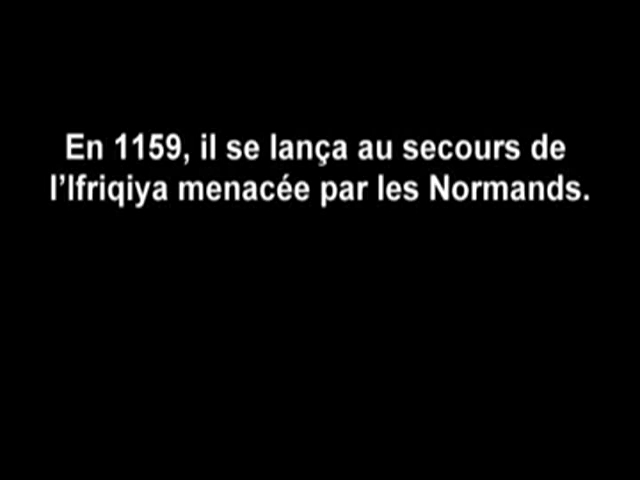 En 1159, il se lança au secours de
l’Ifriqiya menacée par les Normands.